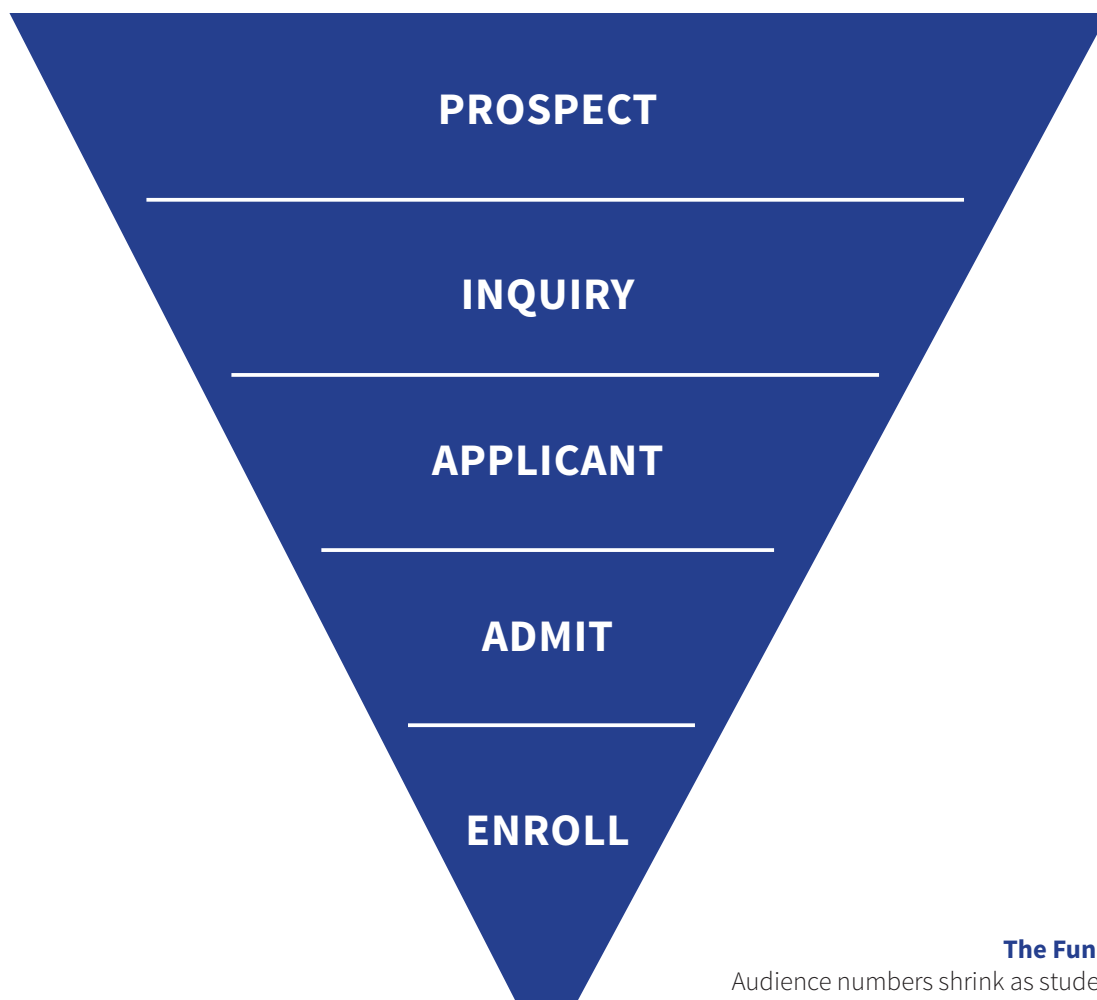 PROSPECT
INQUIRY
APPLICANT
ADMIT
ENROLL
The Fun
Audience numbers shrink as stude